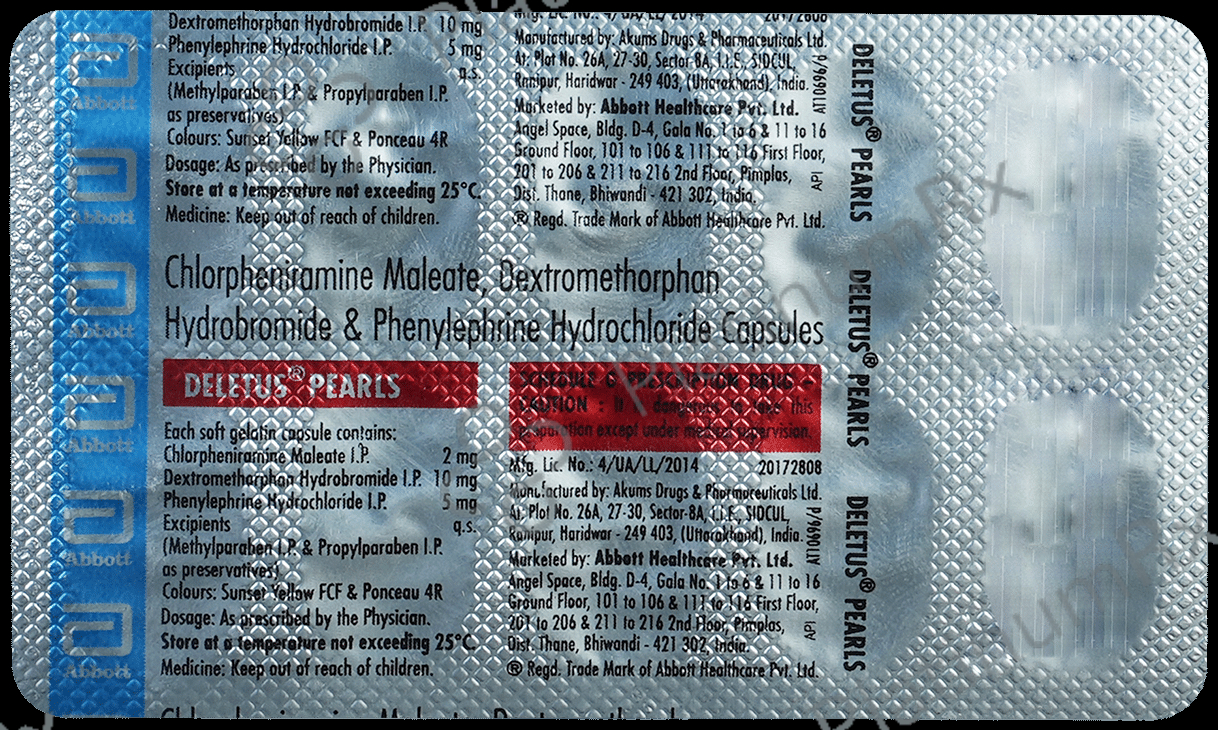 Abbott
Abbott
Abbott
Abbott
Abbott
Abbott
Dextromethorphan Hydrobromide I.P. 10 mg
Phenylephrine Hydrochloride I.P. 5 mg
Excipients q.s.
(Methylparaben I.P. & Propylparaben I.P.
as preservatives)
Colours: Sunset Yellow FCF & Ponceau 4R
Dosage: As prescribed by the Physician.
Store at a temperature not exceeding 25°C.
Medicine: Keep out of reach of children.
Mfg. Lic. No.: 4/UA/LL/2014 20172808
Manufactured by: Akums Drugs & Pharmaceuticals Ltd.
At: Plot No. 26A, 27-30, Sector-8A, I.I.E., SIDCUL,
Ranipur, Haridwar - 249 403, (Uttarakhand), India.
Marketed by: Abbott Healthcare Pvt. Ltd.
Angel Space, Bldg. D-4, Gala No. 1 to 6 & 11 to 16
Ground Floor, 101 to 106 & 111 to 116 First Floor,
201 to 206 & 211 to 216 2nd Floor, Pimplas,
Dist. Thane, Bhiwandi - 421 302, India.
® Regd. Trade Mark of Abbott Healthcare Pvt. Ltd.
API AT10696/d
Chlorpheniramine Maleate, Dextromethorphan
Hydrobromide & Phenylephrine Hydrochloride Capsules
DELETUS® PEARLS
Each soft gelatin capsule contains:
Chlorpheniramine Maleate I.P. 2 mg
Dextromethorphan Hydrobromide I.P. 10 mg
Phenylephrine Hydrochloride I.P. 5 mg
Excipients q.s.
(Methylparaben I.P. & Propylparaben I.P.
as preservatives)
Colours: Sunset Yellow FCF & Ponceau 4R
Dosage: As prescribed by the Physician.
Store at a temperature not exceeding 25°C.
Medicine: Keep out of reach of children.
SCHEDULE G PRESCRIPTION DRUG –
CAUTION : It is dangerous to take this
preparation except under medical supervision.
Mfg. Lic. No.: 4/UA/LL/2014 20172808
Manufactured by: Akums Drugs & Pharmaceuticals Ltd.
At: Plot No. 26A, 27-30, Sector-8A, I.I.E., SIDCUL,
Ranipur, Haridwar - 249 403, (Uttarakhand), India.
Marketed by: Abbott Healthcare Pvt. Ltd.
Angel Space, Bldg. D-4, Gala No. 1 to 6 & 11 to 16
Ground Floor, 101 to 106 & 111 to 116 First Floor,
201 to 206 & 211 to 216 2nd Floor, Pimplas,
Dist. Thane, Bhiwandi - 421 302, India.
® Regd. Trade Mark of Abbott Healthcare Pvt. Ltd.
API AT10696/d
DELETUS® PEARLS
DELETUS® PEARLS
DELETUS® PEARLS